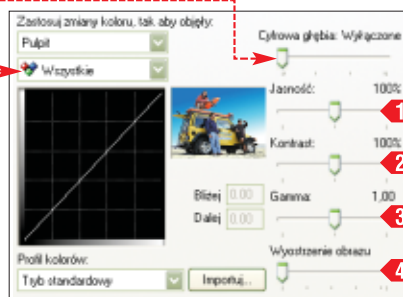 Zastosuj zmiany koloru, tak aby objęły:
Pulpit
Wszystkie
Cyfrowa głębia: Wyłączone
Jasność: 100%
1
Kontrast: 100%
2
Bliżej 0.00
Dalej 0.00
Gamma: 1,00
3
Profil kolorów:
Tryb standardowy
Importuj...
Wyostrzenie obrazu
4